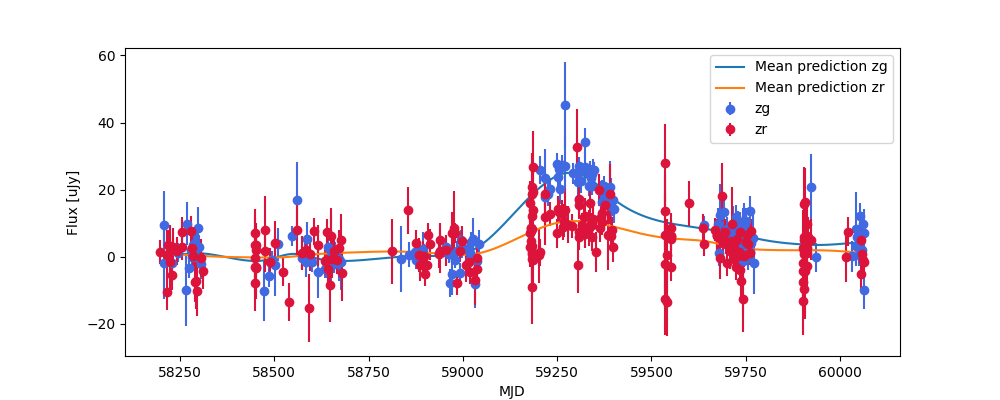 60
40
20
0
−20
Flux [uJy]
Mean prediction zg
Mean prediction zr
zg
zr
58250 58500 58750 59000 59250 59500 59750 60000
MJD